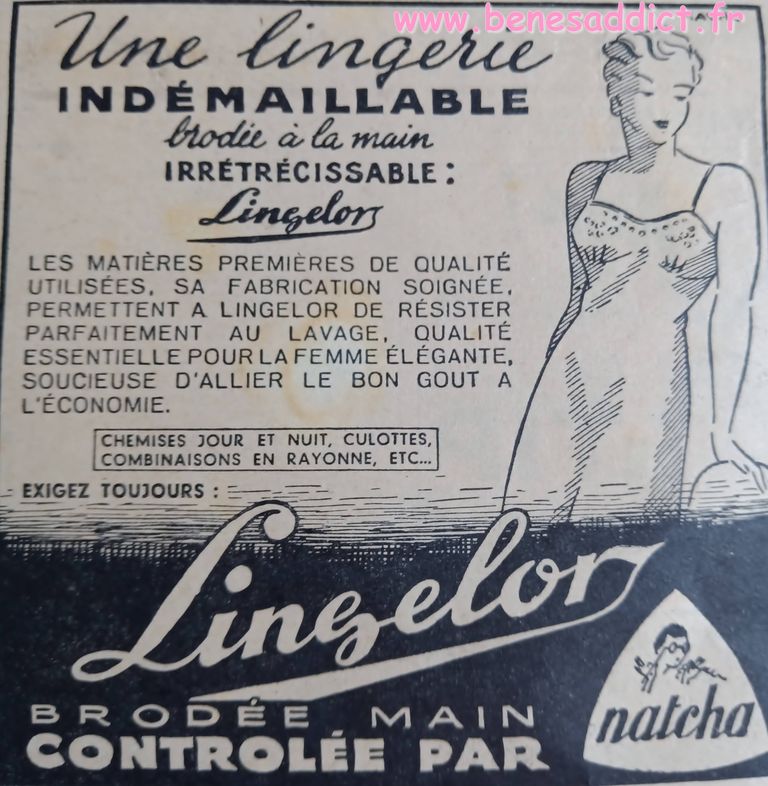 www.benesaddict.fr
Une lingerie
INDÉMAILLABLE
brodée à la main
IRRÉTRÉCISSABLE :
Lingelor
LES MATIÈRES PREMIÈRES DE QUALITÉ
UTILISÉES, SA FABRICATION SOIGNÉE,
PERMETTENT A LINGELOR DE RÉSISTER
PARFAITEMENT AU LAVAGE, QUALITÉ
ESSENTIELLE POUR LA FEMME ÉLÉGANTE,
SOUCIEUSE D'ALLIER LE BON GOUT A
L'ÉCONOMIE.
CHEMISES JOUR ET NUIT, CULOTTES,
COMBINAISONS EN RAYONNE, ETC...
EXIGEZ TOUJOURS :
Lingelor
BRODÉE MAIN
CONTROLÉE PAR
natcha